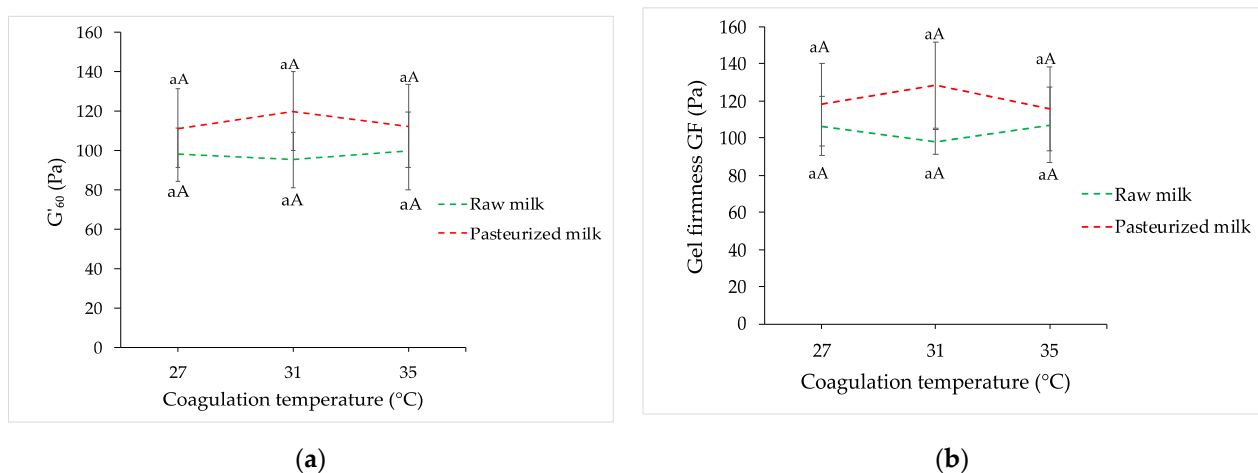 160
140
120
100
80
60
40
20
0
G'60 (Pa)
aA
aA
aA
aA
aA
aA
Raw milk
Pasteurized milk
27
31
35
Coagulation temperature (°C)
(a)
160
140
120
100
80
60
40
20
0
Gel firmness GF (Pa)
aA
aA
aA
aA
aA
aA
Raw milk
Pasteurized milk
27
31
35
Coagulation temperature (°C)
(b)